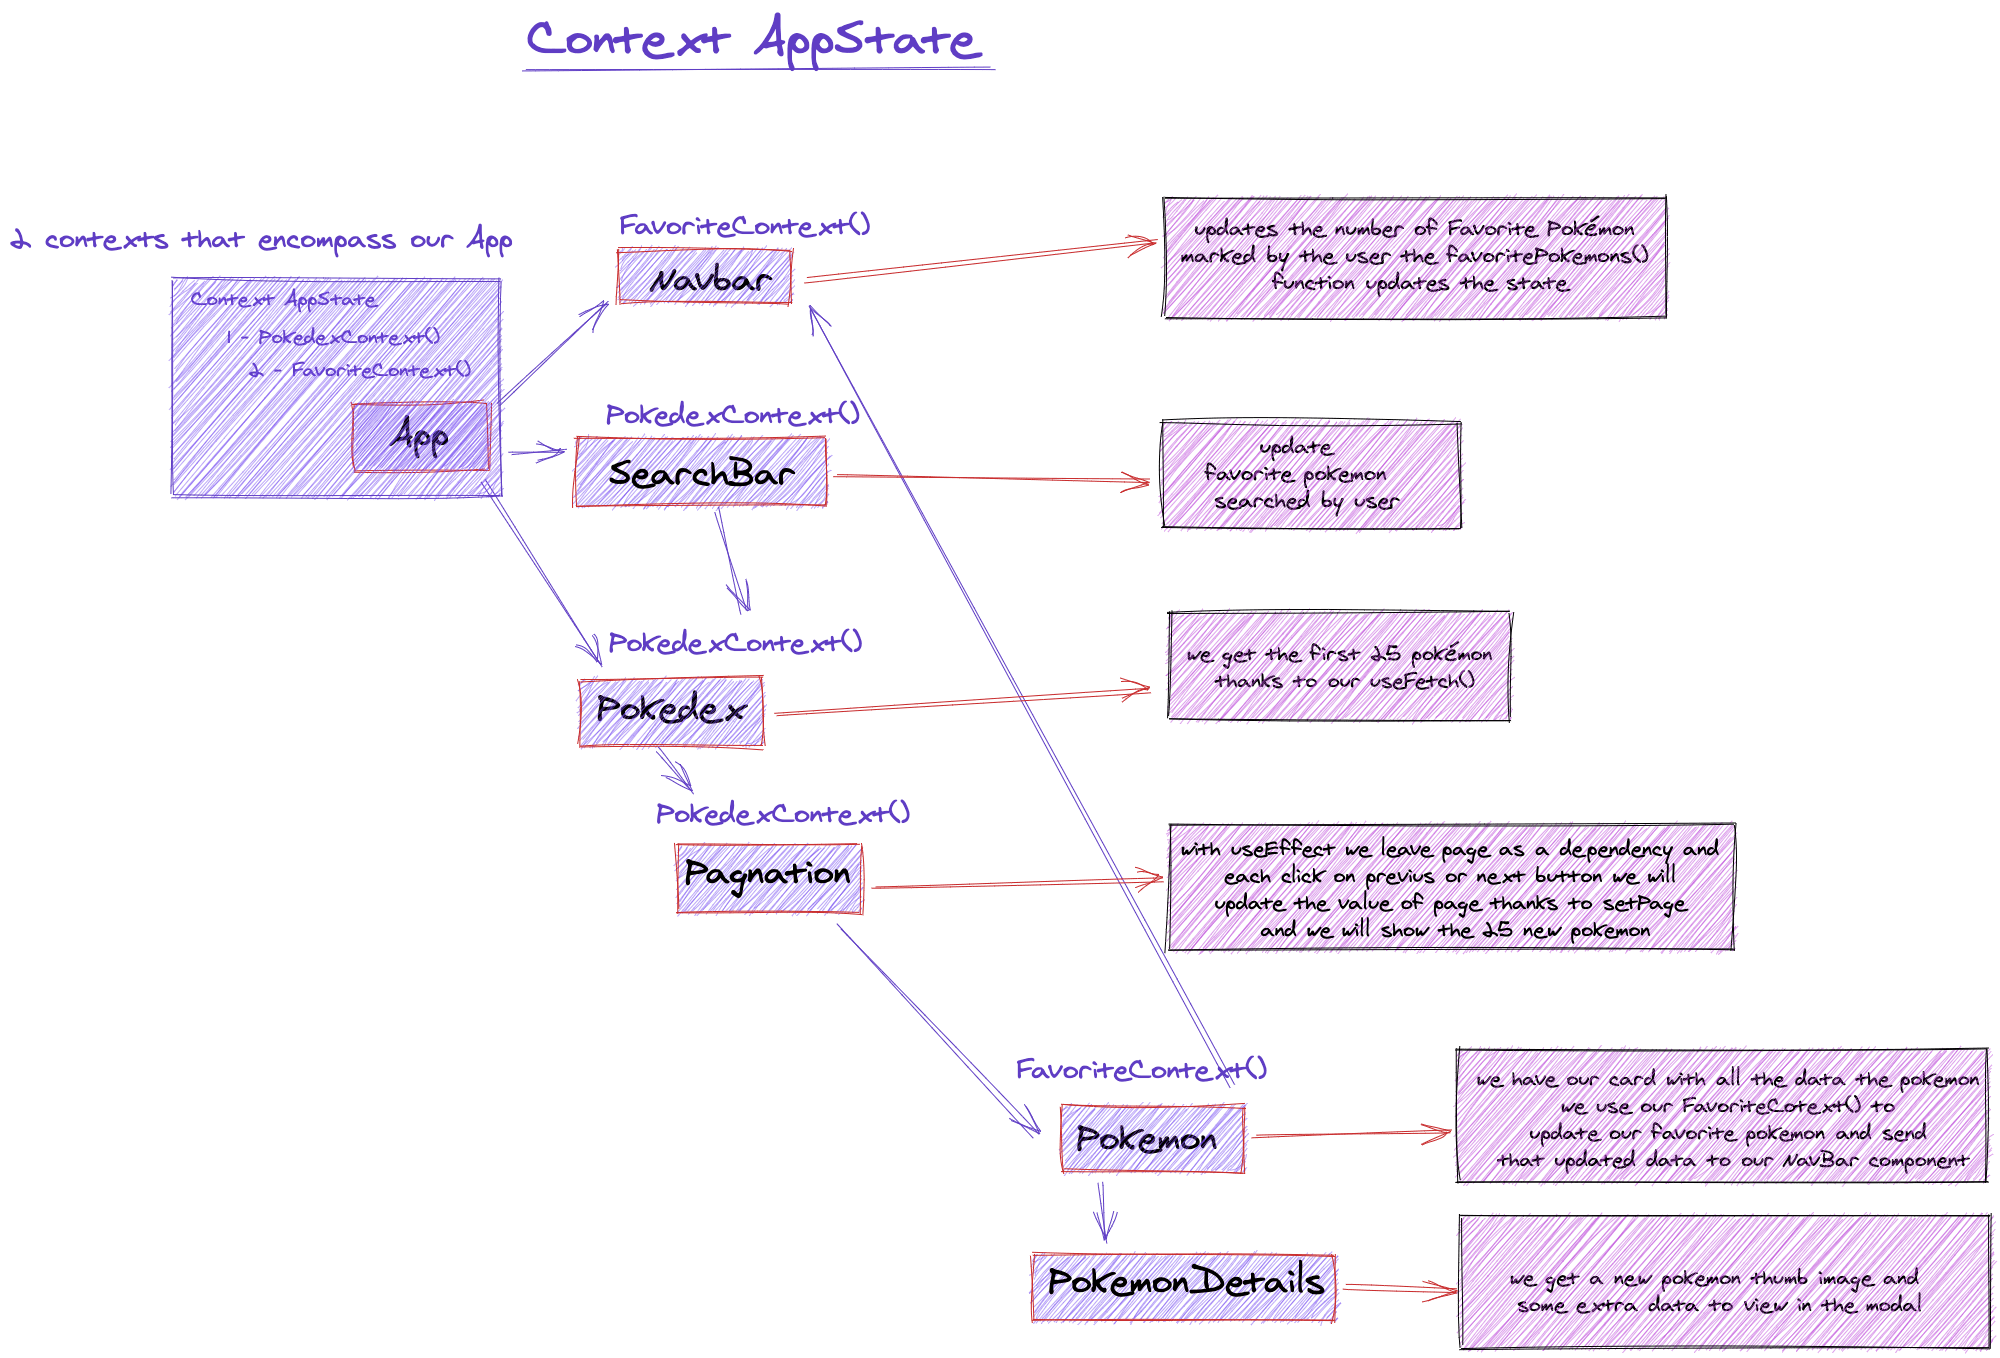 Context AppState
2 contexts that encompass our App
Context AppState
1 - PokedexContext()
2 - FavoriteContext()
App
FavoriteContext()
Navbar
updates the number of Favorite Pokémon
marked by the user the favoritePokemons()
function updates the state
PokedexContext()
SearchBar
update
favorite pokemon
searched by user
PokedexContext()
Pokedex
we get the first 25 pokémon
thanks to our useFetch()
PokedexContext()
Pagnation
with useEffect we leave page as a dependency and
each click on previus or next button we will
update the value of page thanks to setPage
and we will show the 25 new pokemon
FavoriteContext()
Pokemon
we have our card with all the data the pokemon
we use our FavoriteCotext() to
update our favorite pokemon and send
that updated data to our NavBar component
PokemonDetails
we get a new pokemon thumb image and
some extra data to view in the modal